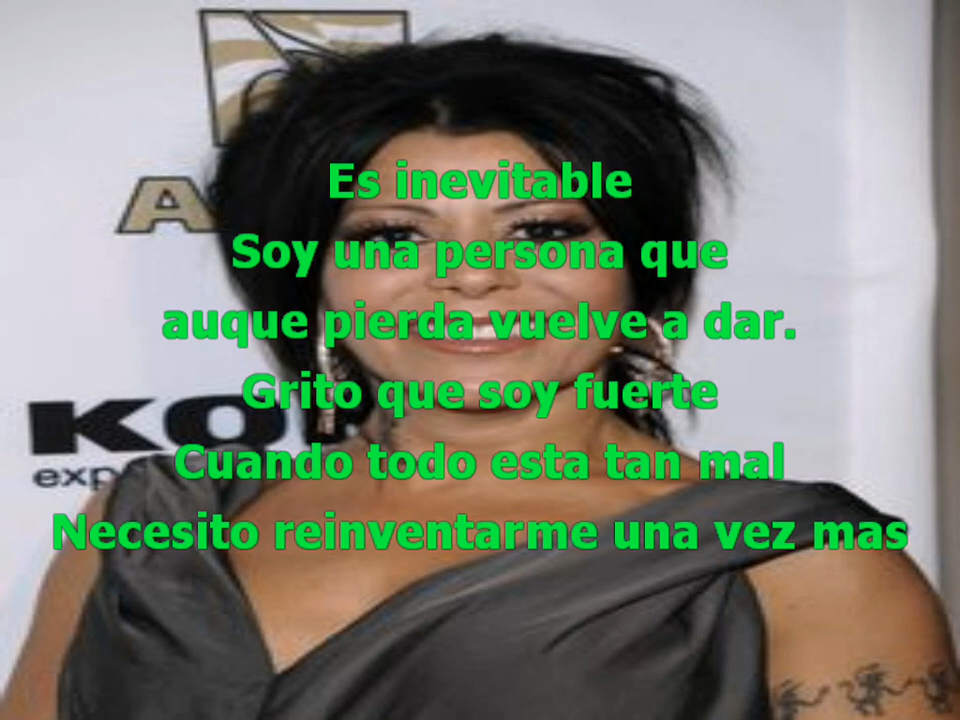 A
Es inevitable
Soy una persona que
auque pierda vuelve a dar.
Grito que soy fuerte
Cuando todo esta tan mal
Necesito reinventarme una vez mas